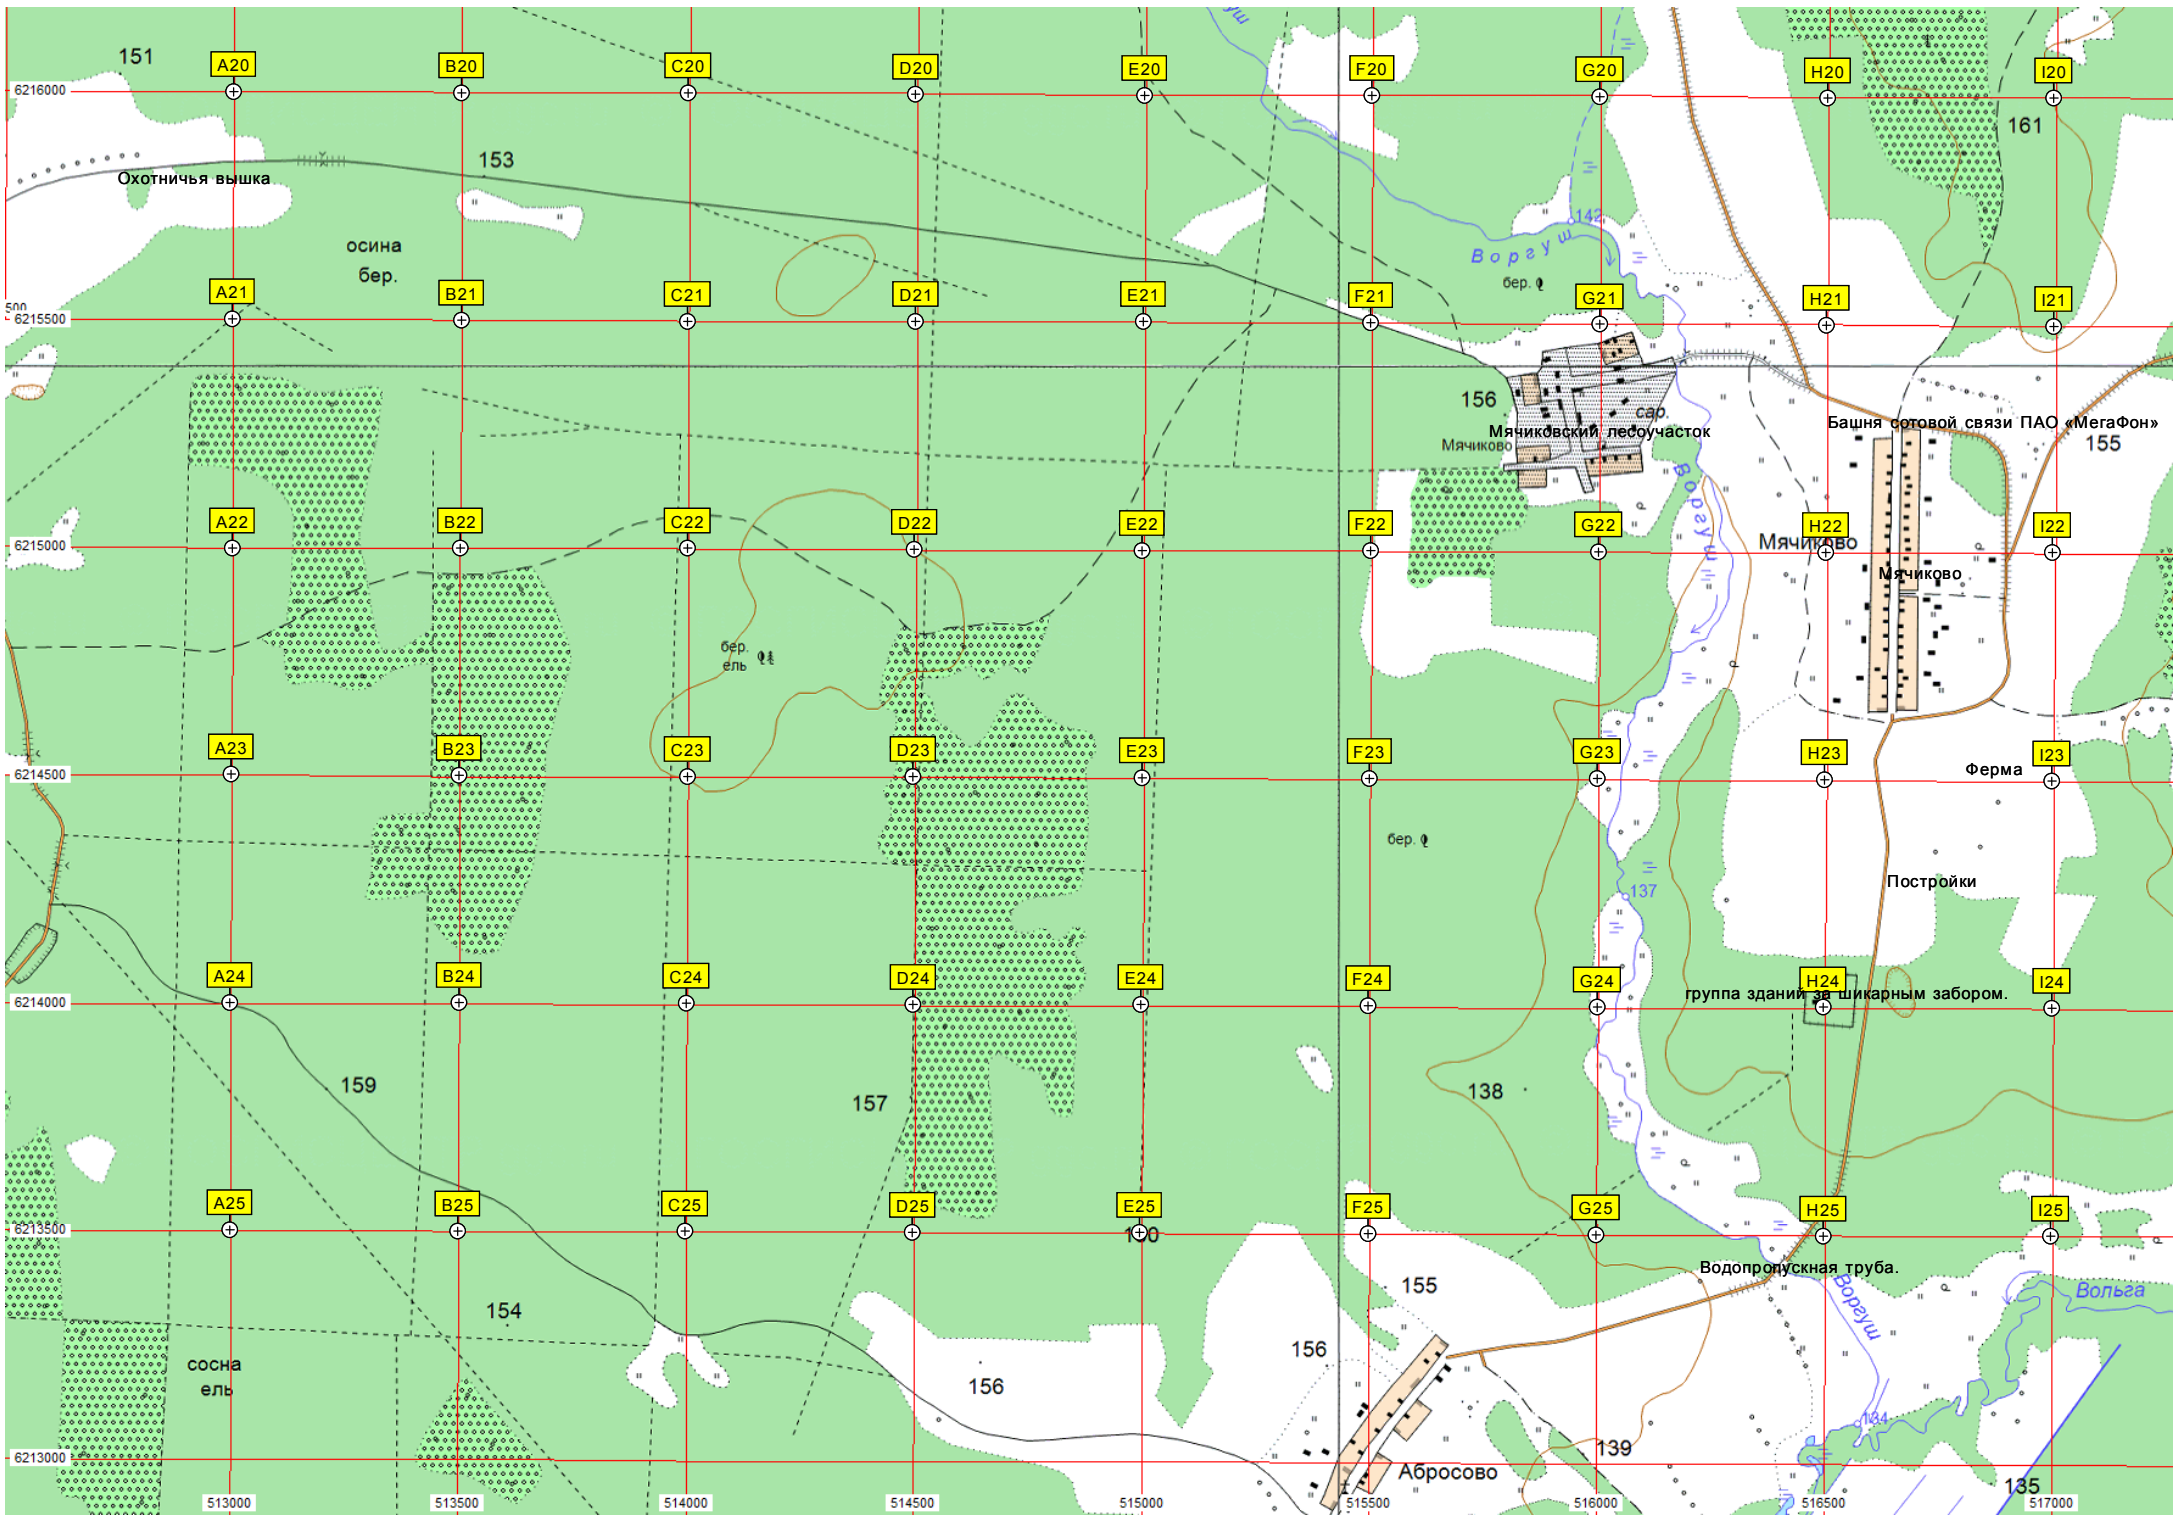 151
A20
B20
C20
D20
E20
F20
G20
H20
I20
6216000
161
153
Охотничья вышка
142
Воргуш
осина
бер.
бер.
A21
B21
C21
D21
E21
F21
G21
H21
I21
500
6215500
156
сар.
Мячиковский лесоучасток
Мячиково
Башня сотовой связи ПАО «МегаФон»
155
Воргуш
A22
B22
C22
D22
E22
F22
G22
H22
I22
6215000
Мячиково
Мячиково
бер.
ель
A23
B23
C23
D23
E23
F23
G23
H23
I23
6214500
Ферма
бер.
Постройки
137
A24
B24
C24
D24
E24
F24
G24
H24
I24
6214000
группа зданий за шикарным забором.
159
157
138
A25
B25
C25
D25
E25
F25
G25
H25
I25
6213500
Водопропускная труба.
Воргуш
Вольга
154
155
156
156
сосна
ель
134
139
Абросово
6213000
135
513000
513500
514000
514500
515000
515500
516000
516500
517000